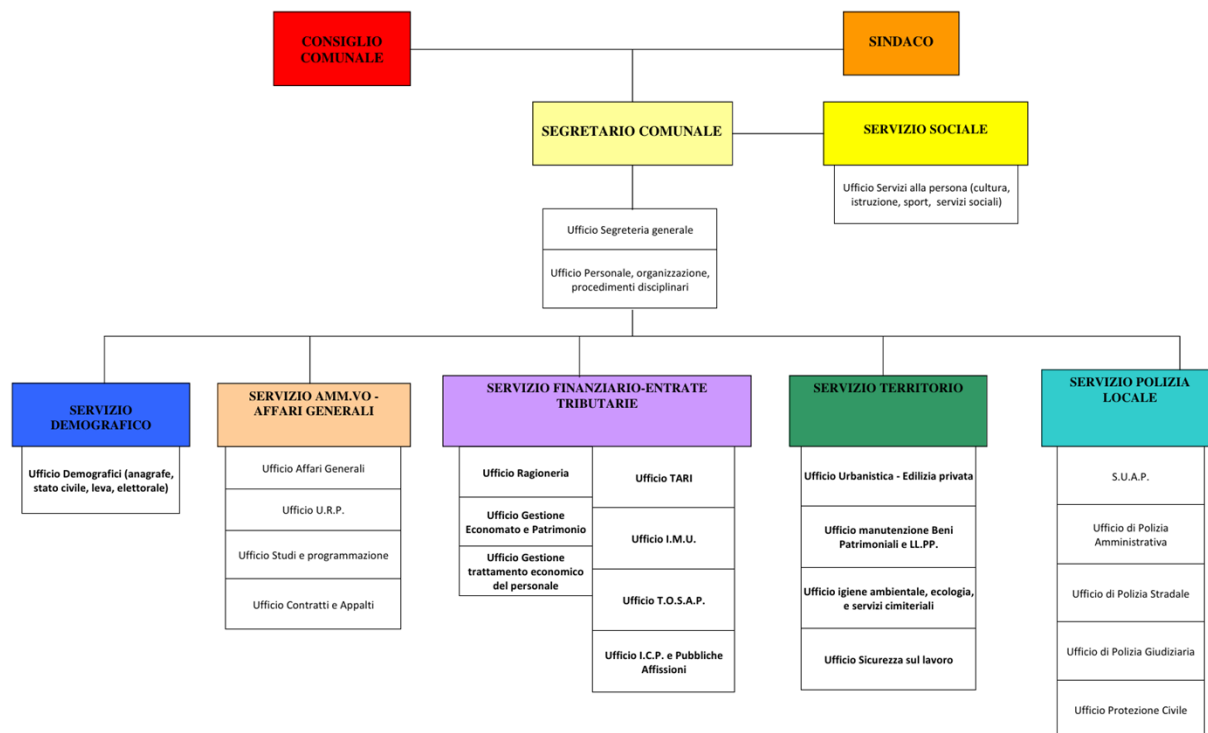 CONSIGLIO
COMUNALE
SINDACO
SEGRETARIO COMUNALE
SERVIZIO SOCIALE
Ufficio Servizi alla persona (cultura,
istruzione, sport, servizi sociali)
Ufficio Segreteria generale
Ufficio Personale, organizzazione,
procedimenti disciplinari
SERVIZIO
DEMOGRAFICO
Ufficio Demografici (anagrafe,
stato civile, leva, elettorale)
SERVIZIO AMM.VO -
AFFARI GENERALI
Ufficio Affari Generali
Ufficio U.R.P.
Ufficio Studi e programmazione
Ufficio Contratti e Appalti
SERVIZIO FINANZIARIO-ENTRATE
TRIBUTARIE
Ufficio Ragioneria
Ufficio Gestione
Economato e Patrimonio
Ufficio Gestione
trattamento economico
del personale
Ufficio TARI
Ufficio I.M.U.
Ufficio T.O.S.A.P.
Ufficio I.C.P. e Pubbliche
Affissioni
SERVIZIO TERRITORIO
Ufficio Urbanistica - Edilizia privata
Ufficio manutenzione Beni
Patrimoniali e LL.PP.
Ufficio igiene ambientale, ecologia,
e servizi cimiteriali
Ufficio Sicurezza sul lavoro
SERVIZIO POLIZIA
LOCALE
S.U.A.P.
Ufficio di Polizia
Amministrativa
Ufficio di Polizia Stradale
Ufficio di Polizia Giudiziaria
Ufficio Protezione Civile